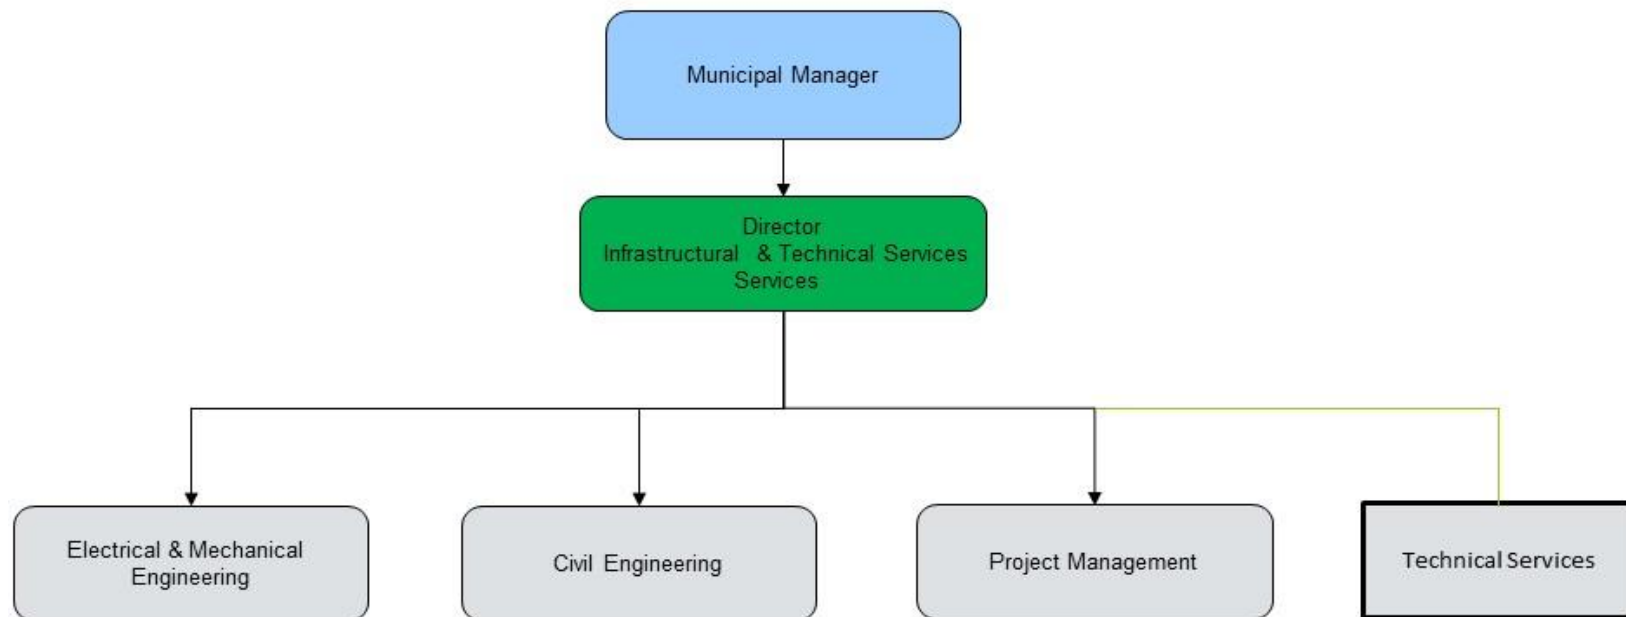 Municipal Manager
Director
Infrastructural & Technical Services
Services
Electrical & Mechanical
Engineering
Civil Engineering
Project Management
Technical Services